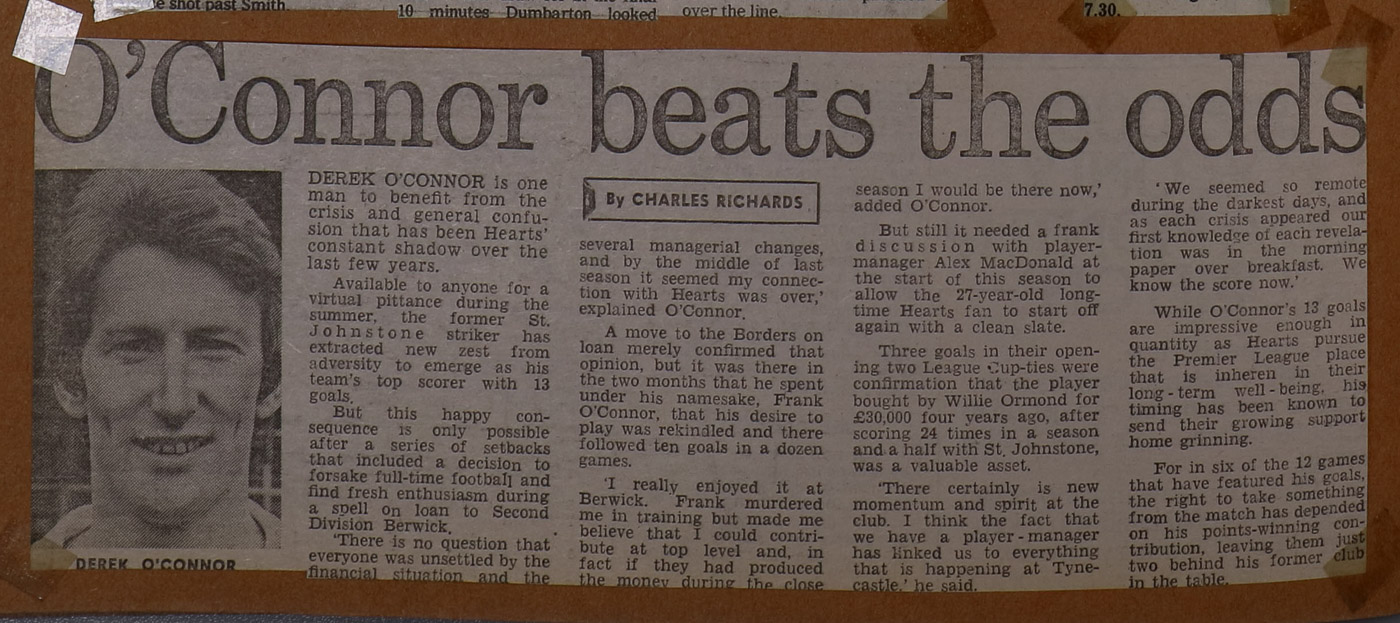 e shot past Smith
10 minutes Dumbarton looked
over the line.
7.30.
O'Connor beats the odds
DEREK O'CONNOR
DEREK O'CONNOR is one
man to benefit from the
crisis and general confu-
sion that has been Hearts'
constant shadow over the
last few years.
Available to anyone for a
virtual pittance during the
summer, the former St.
Johnstone striker has
extracted new zest from
adversity to emerge as his
team's top scorer with 13
goals.
But this happy con-
sequence is only possible
after a series of setbacks
that included a decision to
forsake full-time football and
find fresh enthusiasm during
a spell on loan to Second
Division Berwick.
'There is no question that
everyone was unsettled by the
financial situation and the
By CHARLES RICHARDS
several managerial changes,
and by the middle of last
season it seemed my connec-
tion with Hearts was over,'
explained O'Connor.
A move to the Borders on
loan merely confirmed that
opinion, but it was there in
the two months that he spent
under his namesake, Frank
O'Connor, that his desire to
play was rekindled and there
followed ten goals in a dozen
games.
'I really enjoyed it at
Berwick. Frank murdered
me in training but made me
believe that I could contri-
bute at top level and, in
fact if they had produced
the money during the close
season I would be there now,'
added O'Connor.
But still it needed a frank
discussion with player-
manager Alex MacDonald at
the start of this season to
allow the 27-year-old long-
time Hearts fan to start off
again with a clean slate.
Three goals in their open-
ing two League Cup-ties were
confirmation that the player
bought by Willie Ormond for
£30,000 four years ago, after
scoring 24 times in a season
and a half with St. Johnstone,
was a valuable asset.
'There certainly is new
momentum and spirit at the
club. I think the fact that
we have a player-manager
has linked us to everything
that is happening at Tyne-
castle.' he said.
'We seemed so remote
during the darkest days, and
as each crisis appeared our
first knowledge of each revela-
tion was in the morning
paper over breakfast. We
know the score now.'
While O'Connor's 13 goals
are impressive enough in
quantity as Hearts pursue
the Premier League place
that is inheren in their
long-term well-being, his
timing has been known to
send their growing support
home grinning.
For in six of the 12 games
that have featured his goals,
the right to take something
from the match has depended
on his points-winning con-
tribution, leaving them just
two behind his former club
in the table.